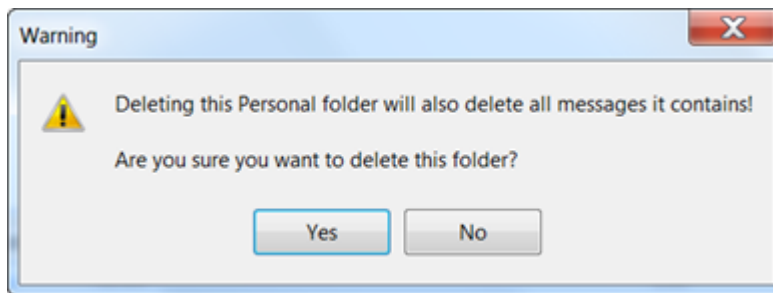 Warning
Deleting this Personal folder will also delete all messages it contains!
Are you sure you want to delete this folder?
Yes
No